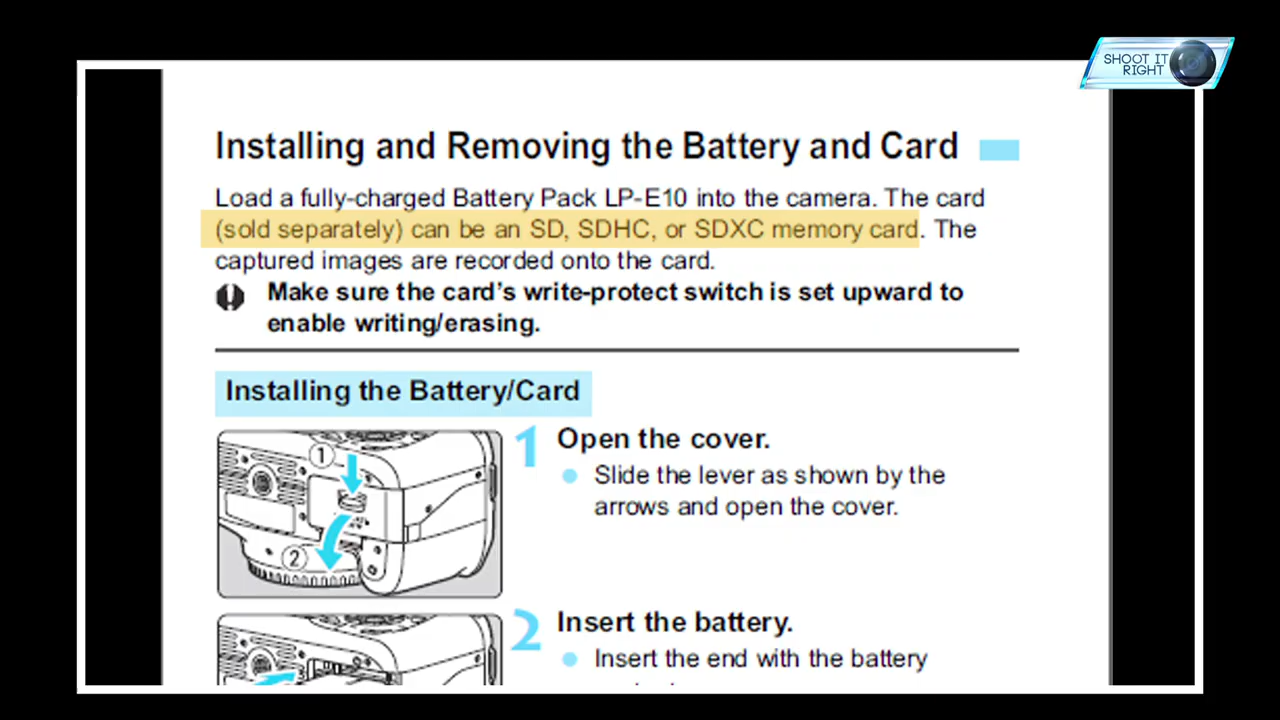 SHOOT IT
RIGHT
Installing and Removing the Battery and Card
Load a fully-charged Battery Pack LP-E10 into the camera. The card
(sold separately) can be an SD, SDHC, or SDXC memory card. The
captured images are recorded onto the card.
Make sure the card's write-protect switch is set upward to
enable writing/erasing.
Installing the Battery/Card
1 Open the cover.
Slide the lever as shown by the
arrows and open the cover.
1
2
2 Insert the battery.
Insert the end with the battery